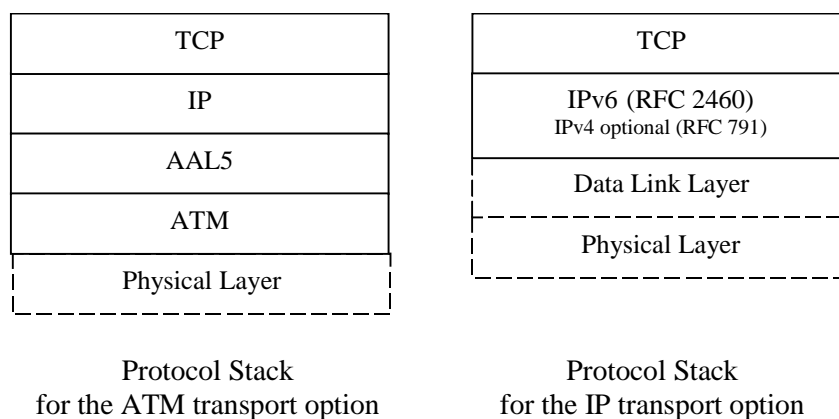 TCP
IP
AAL5
ATM
Physical Layer
Protocol Stack
for the ATM transport option
TCP
IPv6 (RFC 2460)
IPv4 optional (RFC 791)
Data Link Layer
Physical Layer
Protocol Stack
for the IP transport option